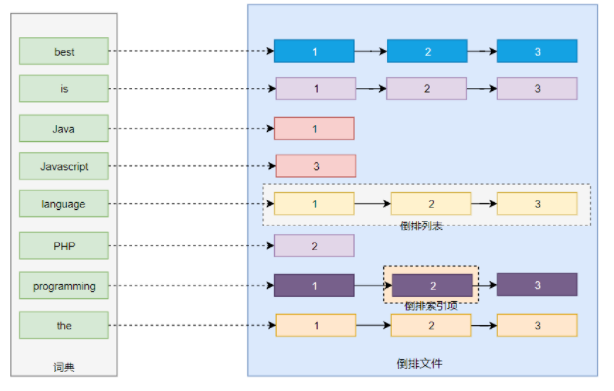 best 1 2 3
is 1 2 3
Java 1
Javascript 3
language 1 2 3
倒排列表
PHP 2
programming 1 2 3
倒排索引项
the 1 2 3
词典 倒排文件